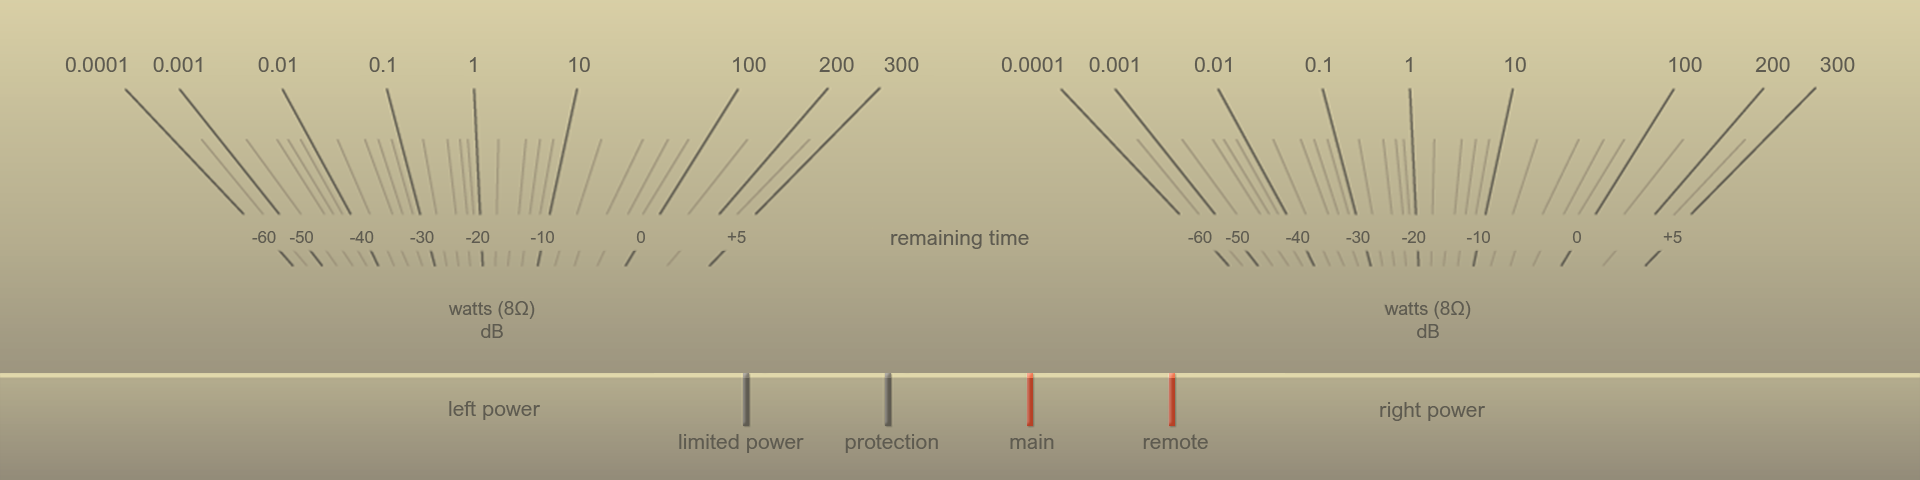 0.0001 0.001 0.01 0.1 1 10 100 200 300
0.0001 0.001 0.01 0.1 1 10 100 200 300
-60 -50 -40 -30 -20 -10 0 +5
remaining time
-60 -50 -40 -30 -20 -10 0 +5
watts (8Ω)
dB
watts (8Ω)
dB
left power
right power
limited power
protection
main
remote